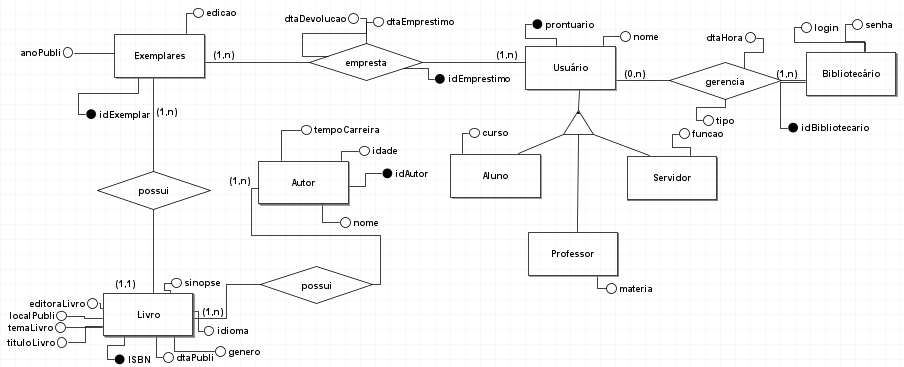 edicao
dtaDevolucao
dtaEmprestimo
prontuario
login
senha
nome
dtaHora
anoPubli
Exemplares
(1,n)
empresta
(1,n)
Usuário
(0,n)
gerencia
(1,n)
Bibliotecário
idEmprestimo
idExemplar
(1,n)
tipo
idBibliotecario
tempoCarreira
curso
funcao
idade
(1,n)
Autor
idAutor
Aluno
Servidor
possui
nome
Professor
(1,1)
sinopse
possui
materia
editoraLivro
localPubli
Livro
(1,n)
temaLivro
idioma
tituloLivro
ISBN
dtaPubli
genero